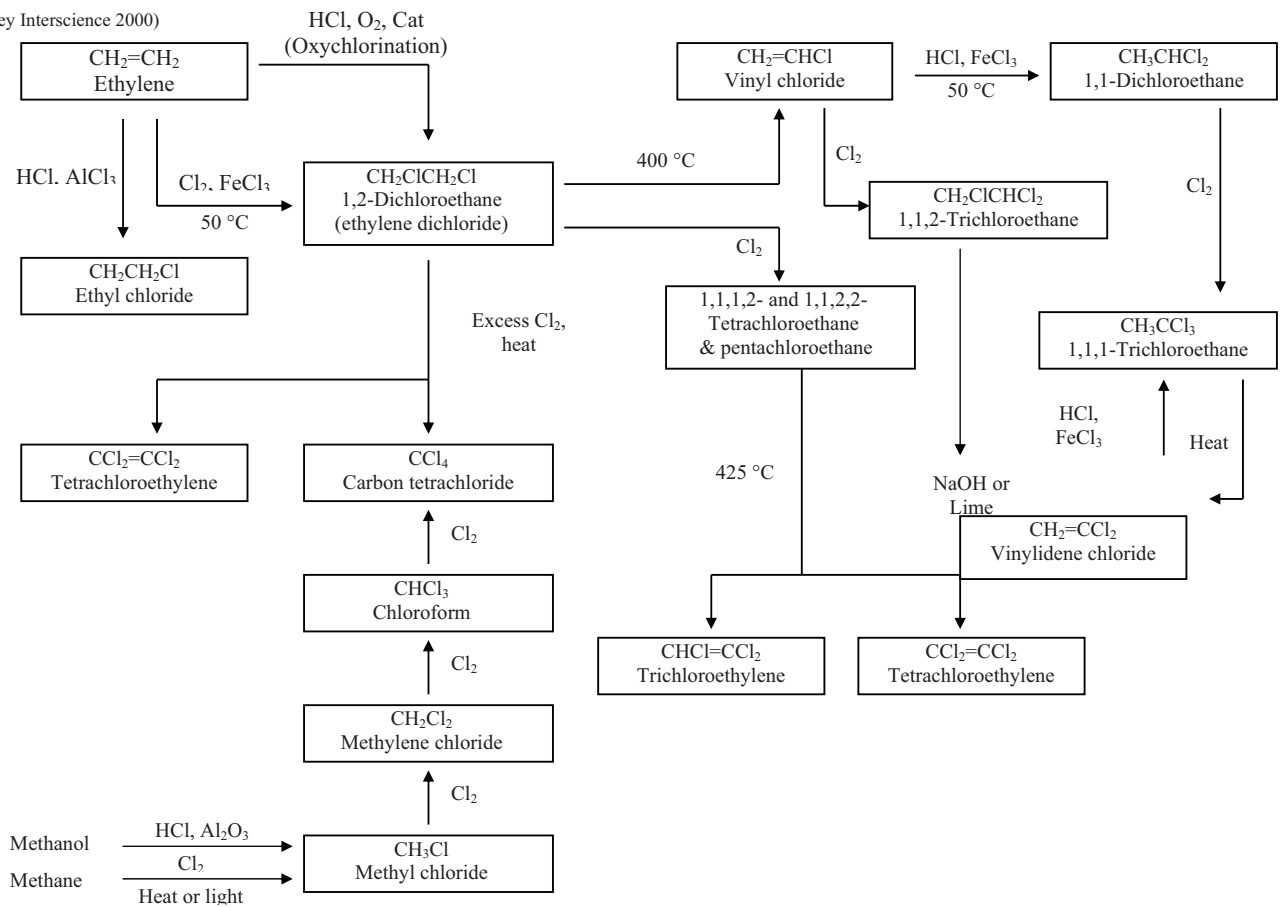 ey Interscience 2000)
HCl, O₂, Cat
(Oxychlorination)
CH₂=CH₂
Ethylene
CH₂=CHCl
Vinyl chloride
HCl, FeCl₃
50 °C
CH₃CHCl₂
1,1-Dichloroethane
HCl, AlCl₃
Cl₂, FeCl₃
50 °C
CH₂ClCH₂Cl
1,2-Dichloroethane
(ethylene dichloride)
400 °C
Cl₂
CH₂ClCHCl₂
1,1,2-Trichloroethane
Cl₂
Cl₂
CH₂CH₂Cl
Ethyl chloride
1,1,1,2- and 1,1,2,2-
Tetrachloroethane
& pentachloroethane
Excess Cl₂,
heat
CH₃CCl₃
1,1,1-Trichloroethane
HCl,
FeCl₃
Heat
CCl₂=CCl₂
Tetrachloroethylene
CCl₄
Carbon tetrachloride
425 °C
NaOH or
Lime
CH₂=CCl₂
Vinylidene chloride
Cl₂
CHCl₃
Chloroform
CHCl=CCl₂
Trichloroethylene
CCl₂=CCl₂
Tetrachloroethylene
Cl₂
CH₂Cl₂
Methylene chloride
Cl₂
Methanol
HCl, Al₂O₃
Methane
Cl₂
Heat or light
CH₃Cl
Methyl chloride